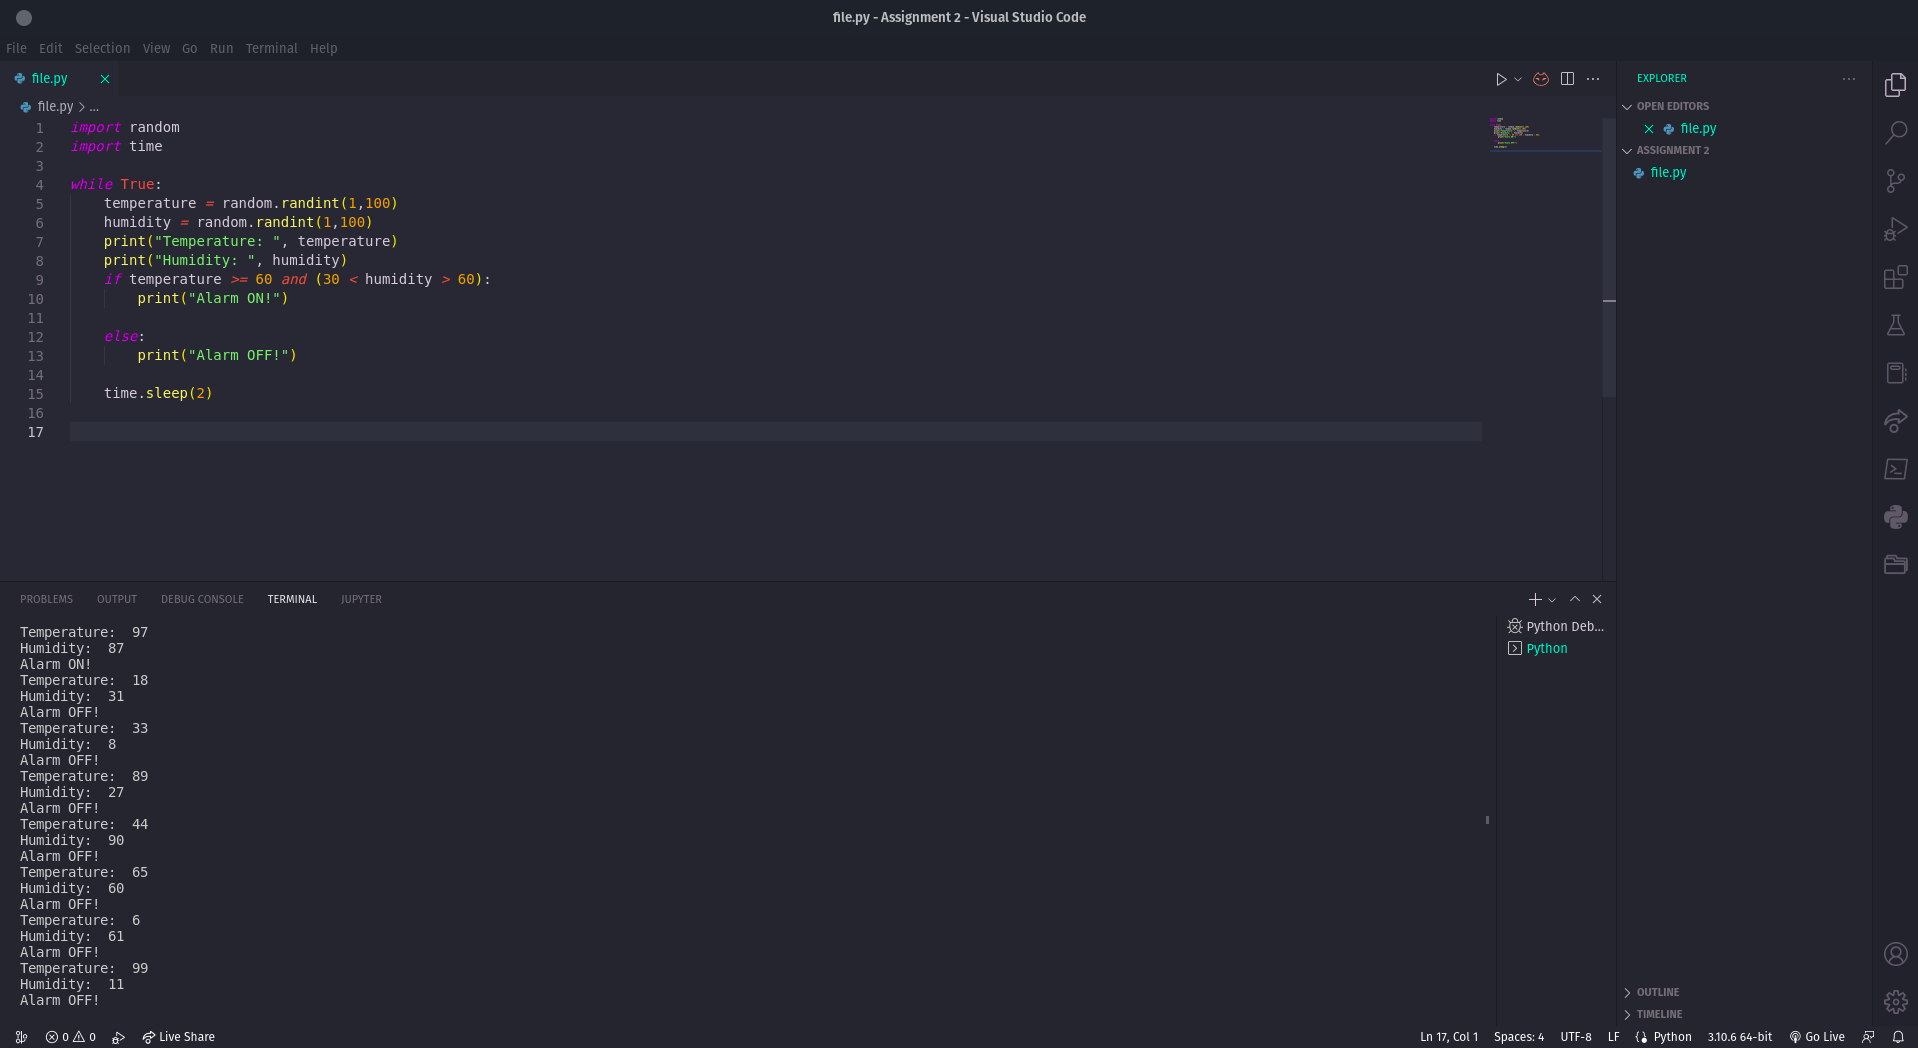 file.py - Assignment 2 - Visual Studio Code
File Edit Selection View Go Run Terminal Help
file.py
file.py > ...
1 import random
2 import time
3
4 while True:
5     temperature = random.randint(1,100)
6     humidity = random.randint(1,100)
7     print("Temperature: ", temperature)
8     print("Humidity: ", humidity)
9     if temperature >= 60 and (30 < humidity > 60):
10         print("Alarm ON!")
11
12     else:
13         print("Alarm OFF!")
14
15     time.sleep(2)
16
17
EXPLORER
OPEN EDITORS
file.py
ASSIGNMENT 2
file.py
OUTLINE
TIMELINE
PROBLEMS OUTPUT DEBUG CONSOLE TERMINAL JUPYTER
Temperature:  97
Humidity:  87
Alarm ON!
Temperature:  18
Humidity:  31
Alarm OFF!
Temperature:  33
Humidity:  8
Alarm OFF!
Temperature:  89
Humidity:  27
Alarm OFF!
Temperature:  44
Humidity:  90
Alarm OFF!
Temperature:  65
Humidity:  60
Alarm OFF!
Temperature:  6
Humidity:  61
Alarm OFF!
Temperature:  99
Humidity:  11
Alarm OFF!
Python Deb...
Python
0 0 Live Share Ln 17, Col 1 Spaces: 4 UTF-8 LF Python 3.10.6 64-bit Go Live